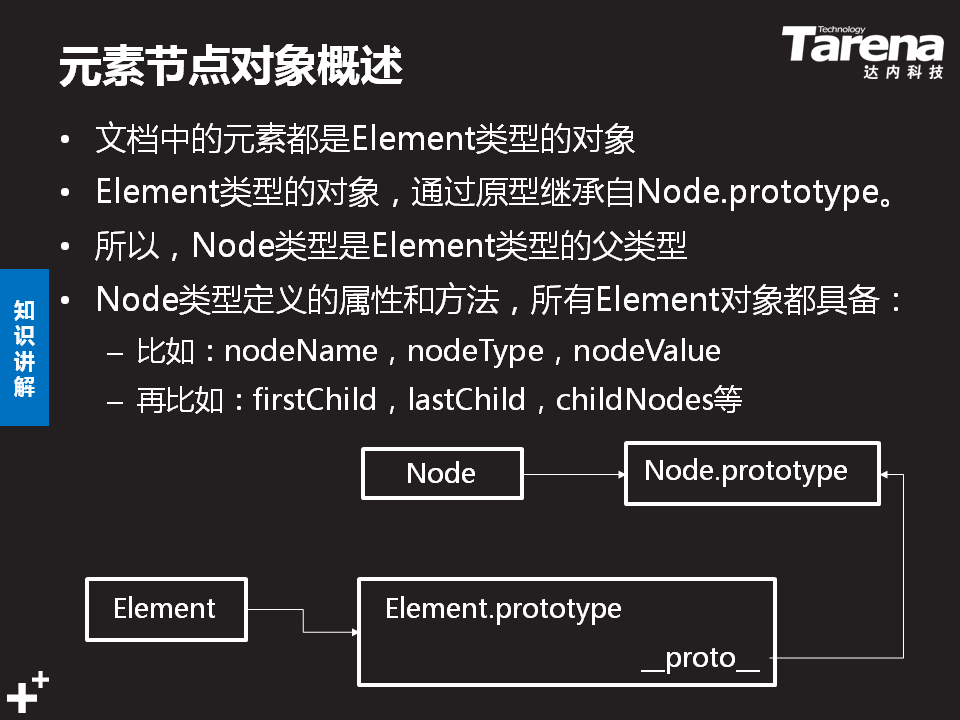 元素节点对象概述
Technology
Tarena
达内科技
• 文档中的元素都是Element类型的对象
• Element类型的对象，通过原型继承自Node.prototype。
• 所以，Node类型是Element类型的父类型
• Node类型定义的属性和方法，所有Element对象都具备：
– 比如：nodeName，nodeType，nodeValue
– 再比如：firstChild，lastChild，childNodes等
知识讲解
Node
Node.prototype
Element
Element.prototype
__proto__